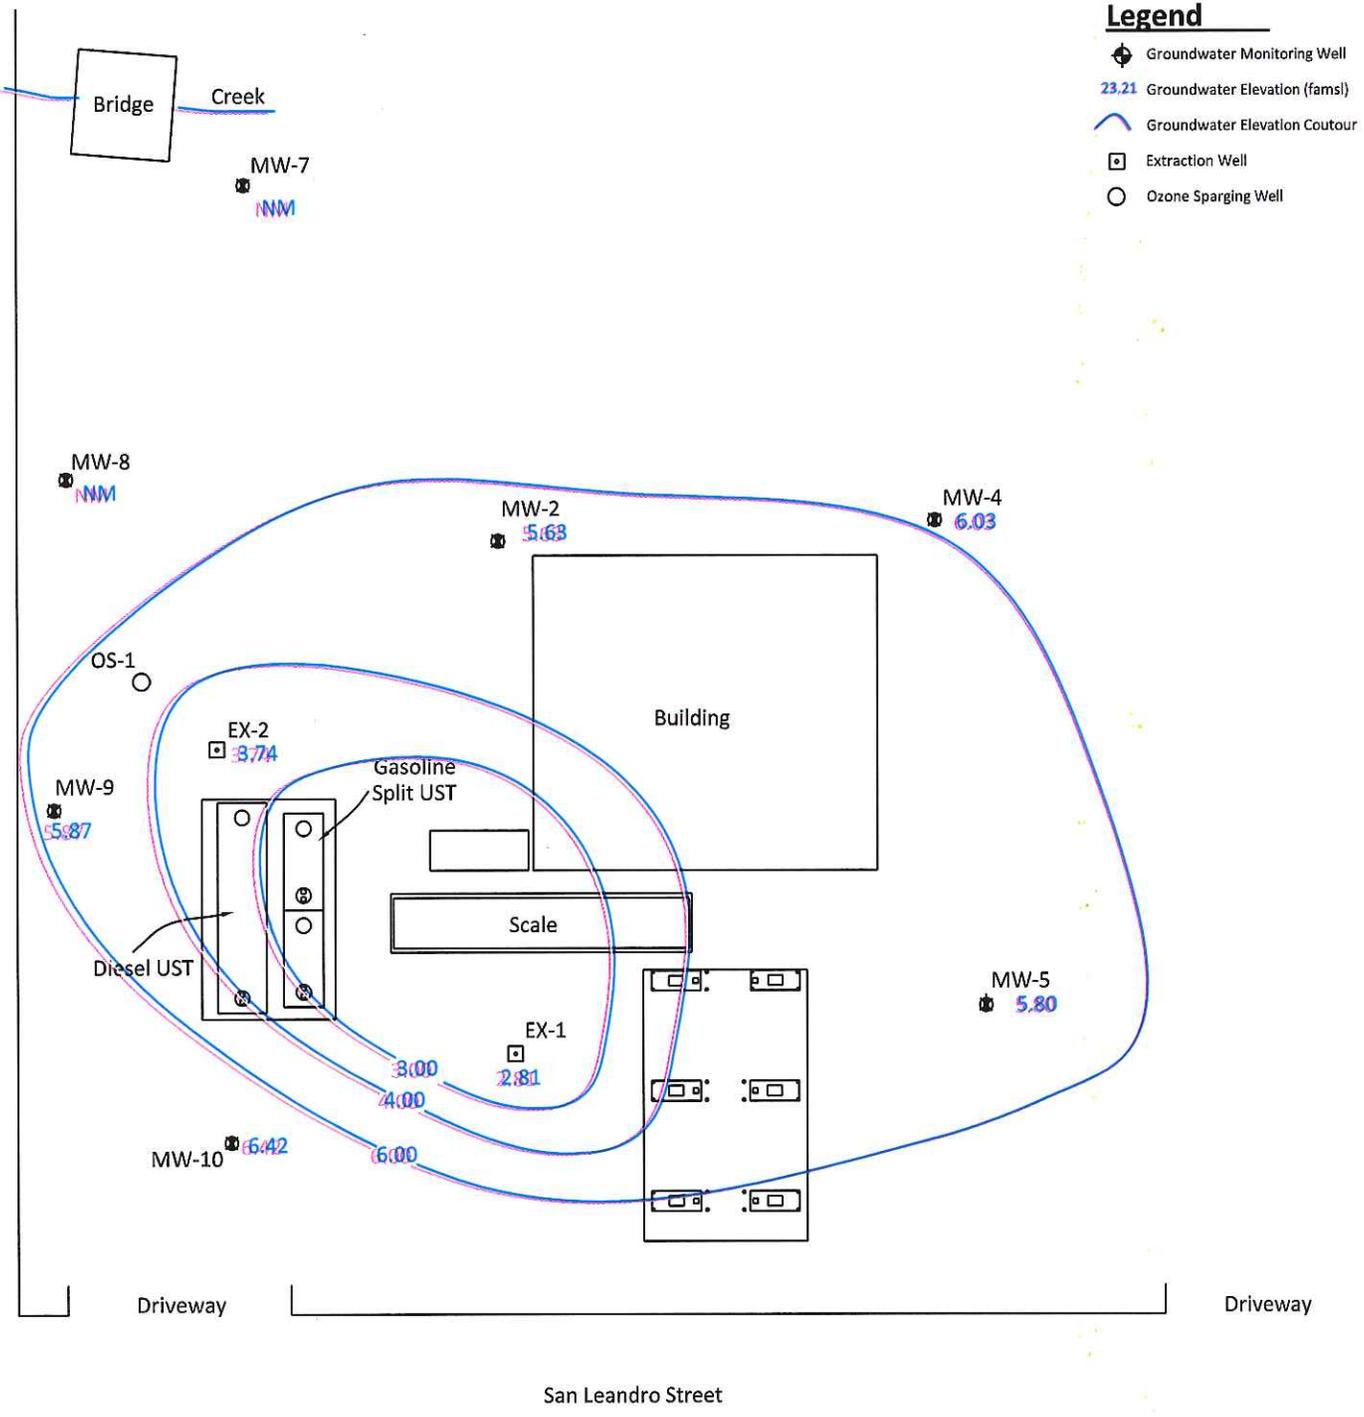 Legend
Groundwater Monitoring Well
23.21 Groundwater Elevation (famsl)
Groundwater Elevation Coutour
Extraction Well
Ozone Sparging Well
Bridge
Creek
MW-7
NM
MW-8
NM
MW-2
5.63
MW-4
6.03
OS-1
Building
EX-2
3.74
Gasoline
Split UST
MW-9
5.87
Scale
Diesel UST
MW-5
5.80
EX-1
2.81
3.00
4.00
6.00
MW-10
6.42
Driveway
Driveway
San Leandro Street